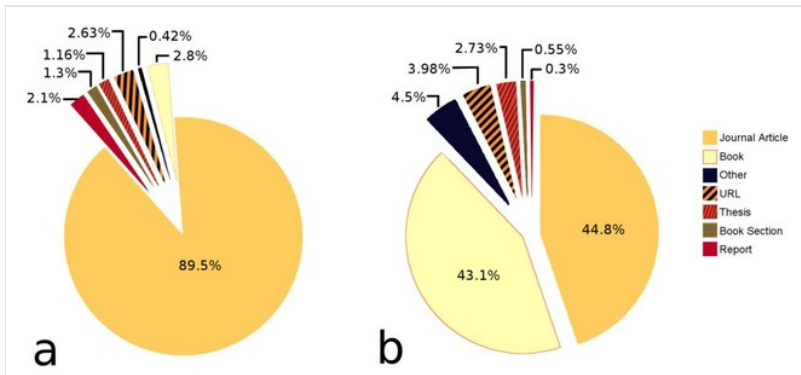 2.63%
0.42%
1.16%
2.8%
1.3%
2.1%
89.5%
a
2.73%
0.55%
3.98%
0.3%
4.5%
44.8%
43.1%
b
Journal Article
Book
Other
URL
Thesis
Book Section
Report